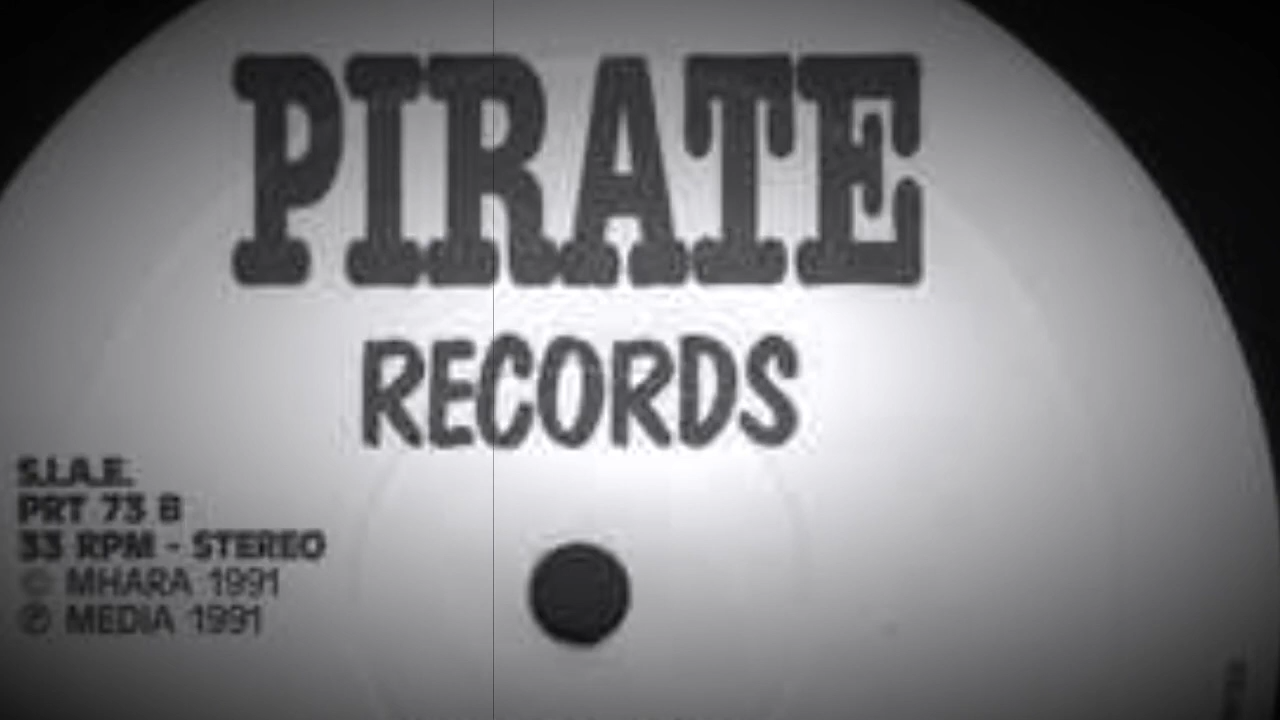 PIRATE
RECORDS
S.I.A.E.
PRT 73 B
33 RPM - STEREO
© MHARA 1991
℗ MEDIA 1991